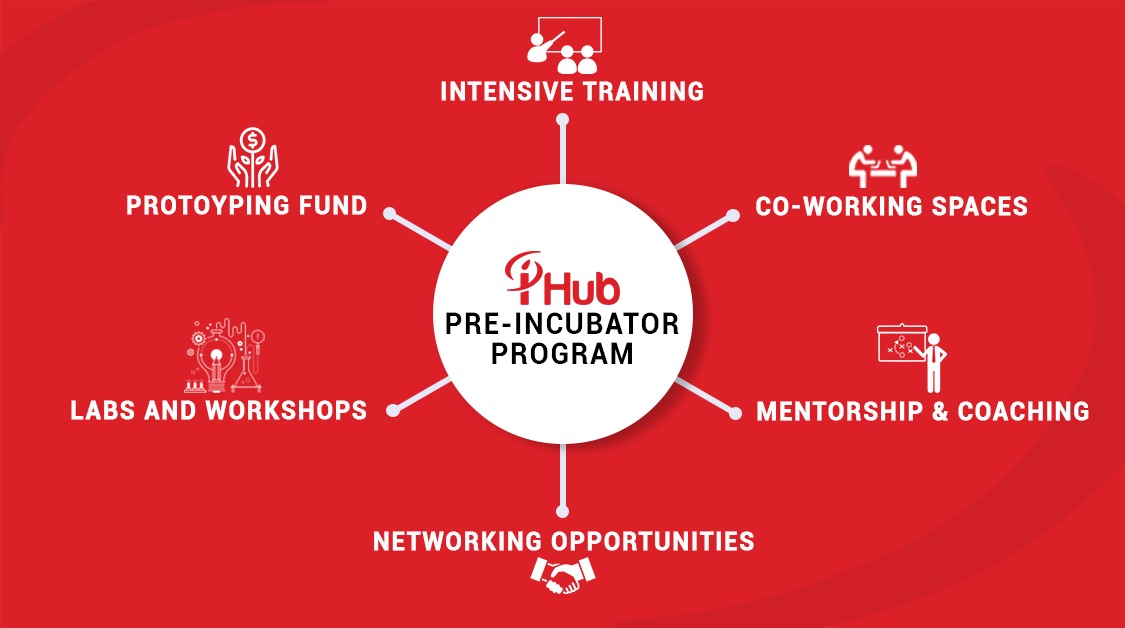 INTENSIVE TRAINING
PROTOYPING FUND
CO-WORKING SPACES
iHub
PRE-INCUBATOR
PROGRAM
LABS AND WORKSHOPS
MENTORSHIP & COACHING
NETWORKING OPPORTUNITIES